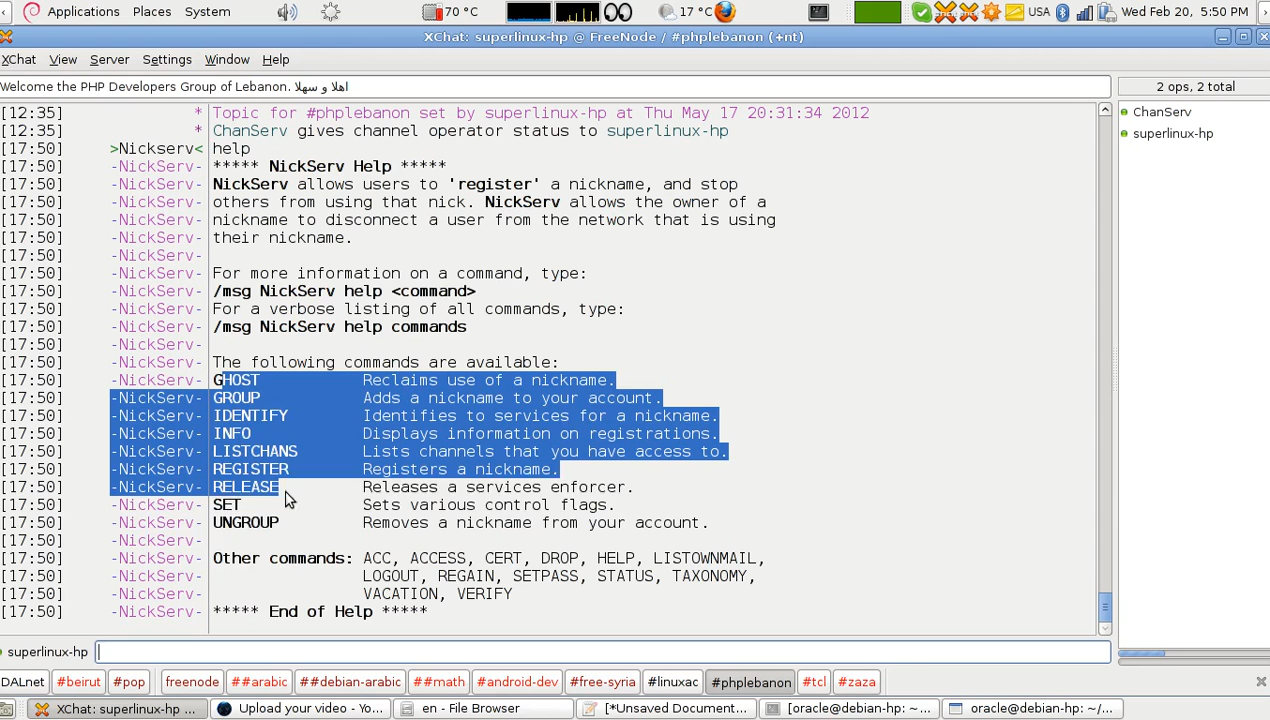 Applications Places System 70 °C 17 °C USA Wed Feb 20, 5:50 PM
XChat: superlinux-hp @ FreeNode / #phplebanon (+nt)
XChat View Server Settings Window Help
Welcome the PHP Developers Group of Lebanon. اهلا و سهلا
2 ops, 2 total
ChanServ
superlinux-hp
[12:35] * Topic for #phplebanon set by superlinux-hp at Thu May 17 20:31:34 2012
[12:35] * ChanServ gives channel operator status to superlinux-hp
[17:50] >Nickserv< help
[17:50] -NickServ- ***** NickServ Help *****
[17:50] -NickServ- NickServ allows users to 'register' a nickname, and stop
[17:50] -NickServ- others from using that nick. NickServ allows the owner of a
[17:50] -NickServ- nickname to disconnect a user from the network that is using
[17:50] -NickServ- their nickname.
[17:50] -NickServ-
[17:50] -NickServ- For more information on a command, type:
[17:50] -NickServ- /msg NickServ help <command>
[17:50] -NickServ- For a verbose listing of all commands, type:
[17:50] -NickServ- /msg NickServ help commands
[17:50] -NickServ-
[17:50] -NickServ- The following commands are available:
[17:50] -NickServ- GHOST Reclaims use of a nickname.
[17:50] -NickServ- GROUP Adds a nickname to your account.
[17:50] -NickServ- IDENTIFY Identifies to services for a nickname.
[17:50] -NickServ- INFO Displays information on registrations.
[17:50] -NickServ- LISTCHANS Lists channels that you have access to.
[17:50] -NickServ- REGISTER Registers a nickname.
[17:50] -NickServ- RELEASE Releases a services enforcer.
[17:50] -NickServ- SET Sets various control flags.
[17:50] -NickServ- UNGROUP Removes a nickname from your account.
[17:50] -NickServ-
[17:50] -NickServ- Other commands: ACC, ACCESS, CERT, DROP, HELP, LISTOWNMAIL,
[17:50] -NickServ- LOGOUT, REGAIN, SETPASS, STATUS, TAXONOMY,
[17:50] -NickServ- VACATION, VERIFY
[17:50] -NickServ- ***** End of Help *****
superlinux-hp
DALnet #beirut #pop freenode ##arabic ##debian-arabic ##math #android-dev #free-syria #linuxac #phplebanon #tcl #zaza
XChat: superlinux-hp ... Upload your video - Yo... en - File Browser [*Unsaved Document... [oracle@debian-hp: ~/... oracle@debian-hp: ~/...